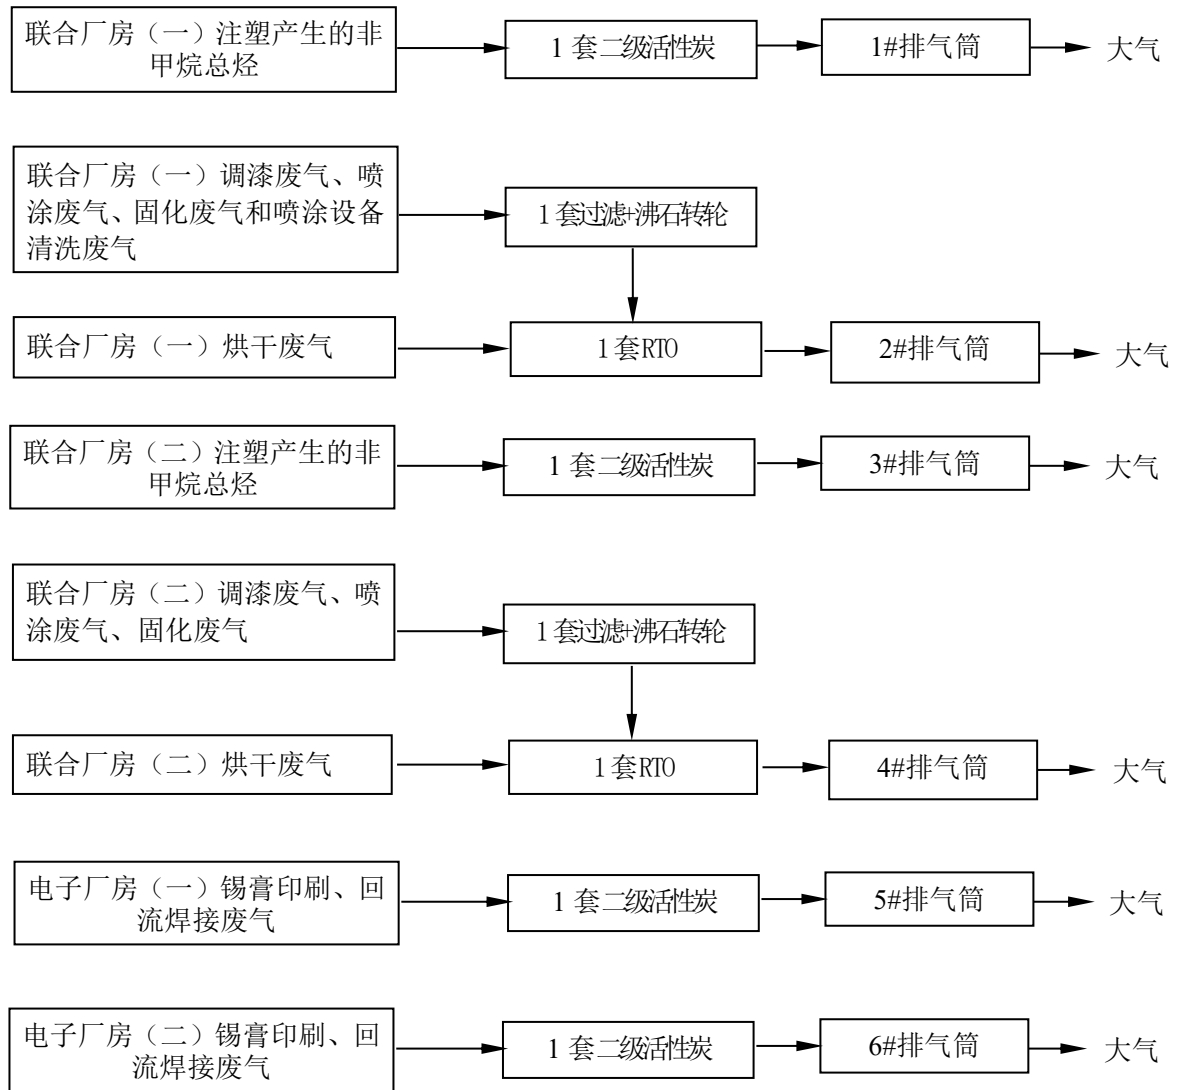 联合厂房（一）注塑产生的非
甲烷总烃
1 套二级活性炭
1#排气筒
大气
联合厂房（一）调漆废气、喷
涂废气、固化废气和喷涂设备
清洗废气
1套过滤+沸石转轮
联合厂房（一）烘干废气
1套RTO
2#排气筒
大气
联合厂房（二）注塑产生的非
甲烷总烃
1 套二级活性炭
3#排气筒
大气
联合厂房（二）调漆废气、喷
涂废气、固化废气
1套过滤+沸石转轮
联合厂房（二）烘干废气
1套RTO
4#排气筒
大气
电子厂房（一）锡膏印刷、回
流焊接废气
1 套二级活性炭
5#排气筒
大气
电子厂房（二）锡膏印刷、回
流焊接废气
1 套二级活性炭
6#排气筒
大气